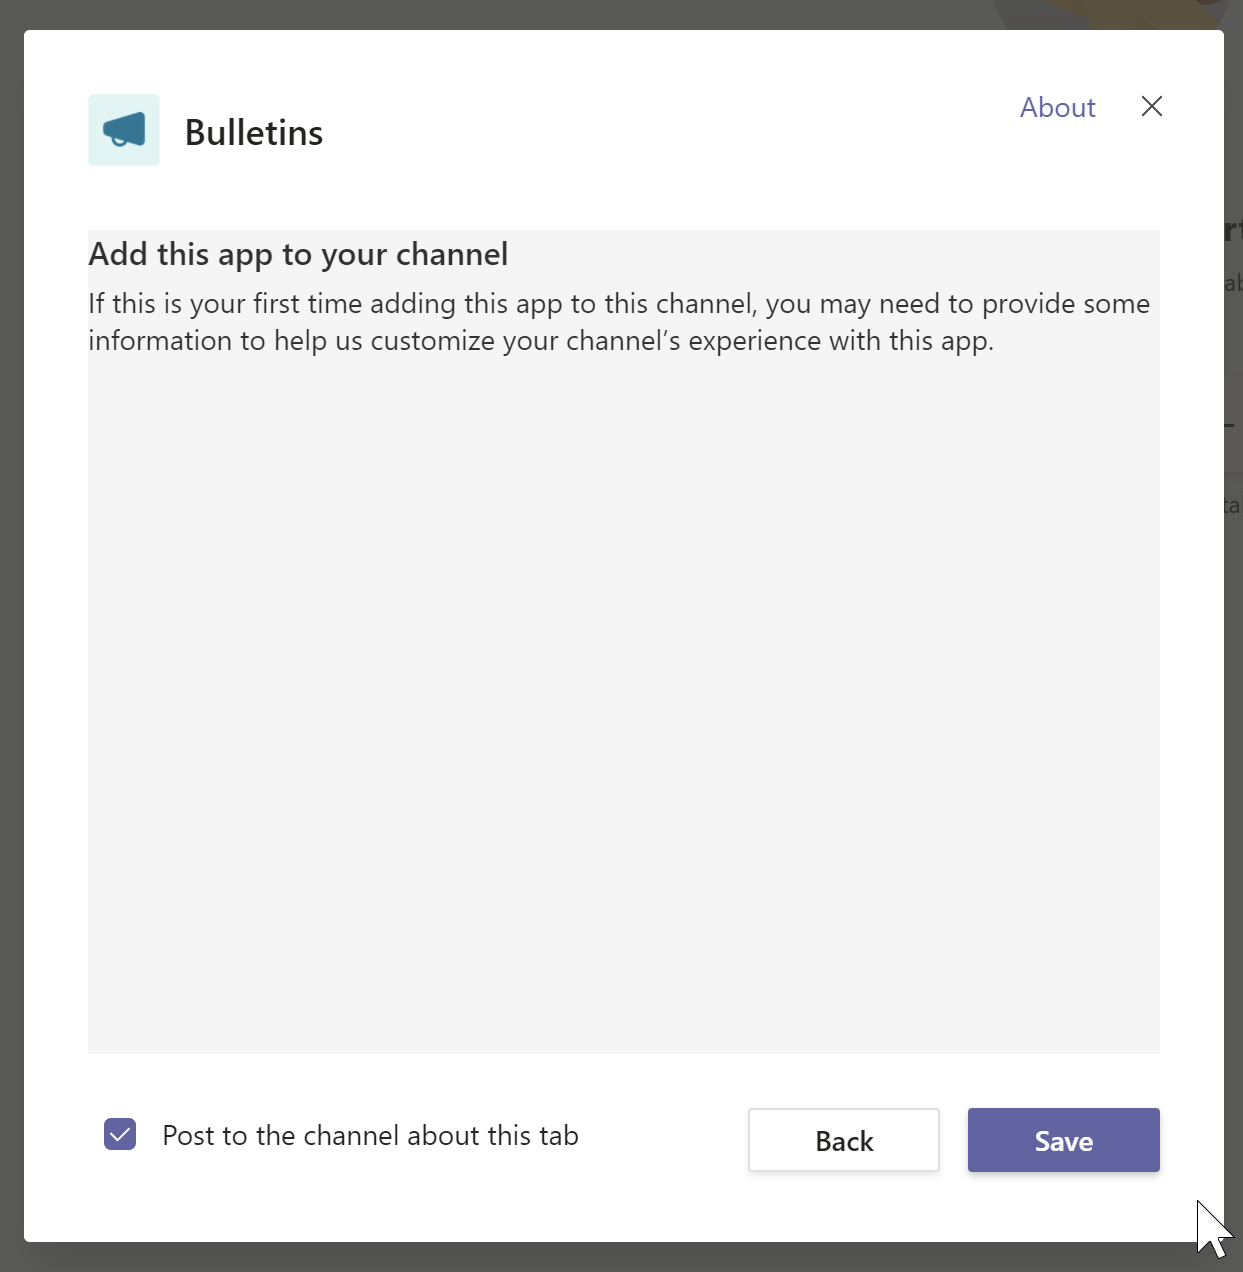 Bulletins
About
Add this app to your channel
If this is your first time adding this app to this channel, you may need to provide some
information to help us customize your channel’s experience with this app.
Post to the channel about this tab
Back
Save